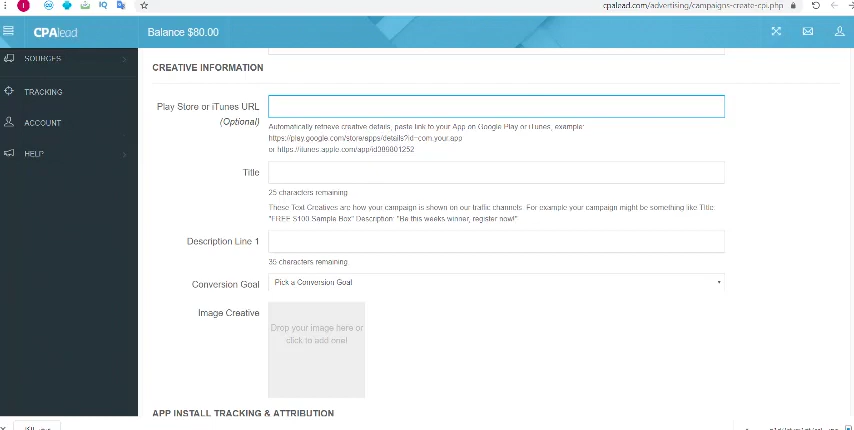 cpalead.com/advertising/campaigns-create-cpi.php
CPAlead
Balance $80.00
SOURCES
TRACKING
ACCOUNT
HELP
CREATIVE INFORMATION
Play Store or iTunes URL
(Optional)
Automatically retrieve creative details, paste link to your App on Google Play or iTunes, example:
https://play.google.com/store/apps/details?id=com.your.app
or https://itunes.apple.com/app/id389801252
Title
25 characters remaining
These Text Creatives are how your campaign is shown on our traffic channels. For example your campaign might be something like Title:
"FREE $100 Sample Box" Description: "Be this weeks winner, register now!"
Description Line 1
35 characters remaining
Conversion Goal
Pick a Conversion Goal
Image Creative
Drop your image here or
click to add one!
APP INSTALL TRACKING & ATTRIBUTION